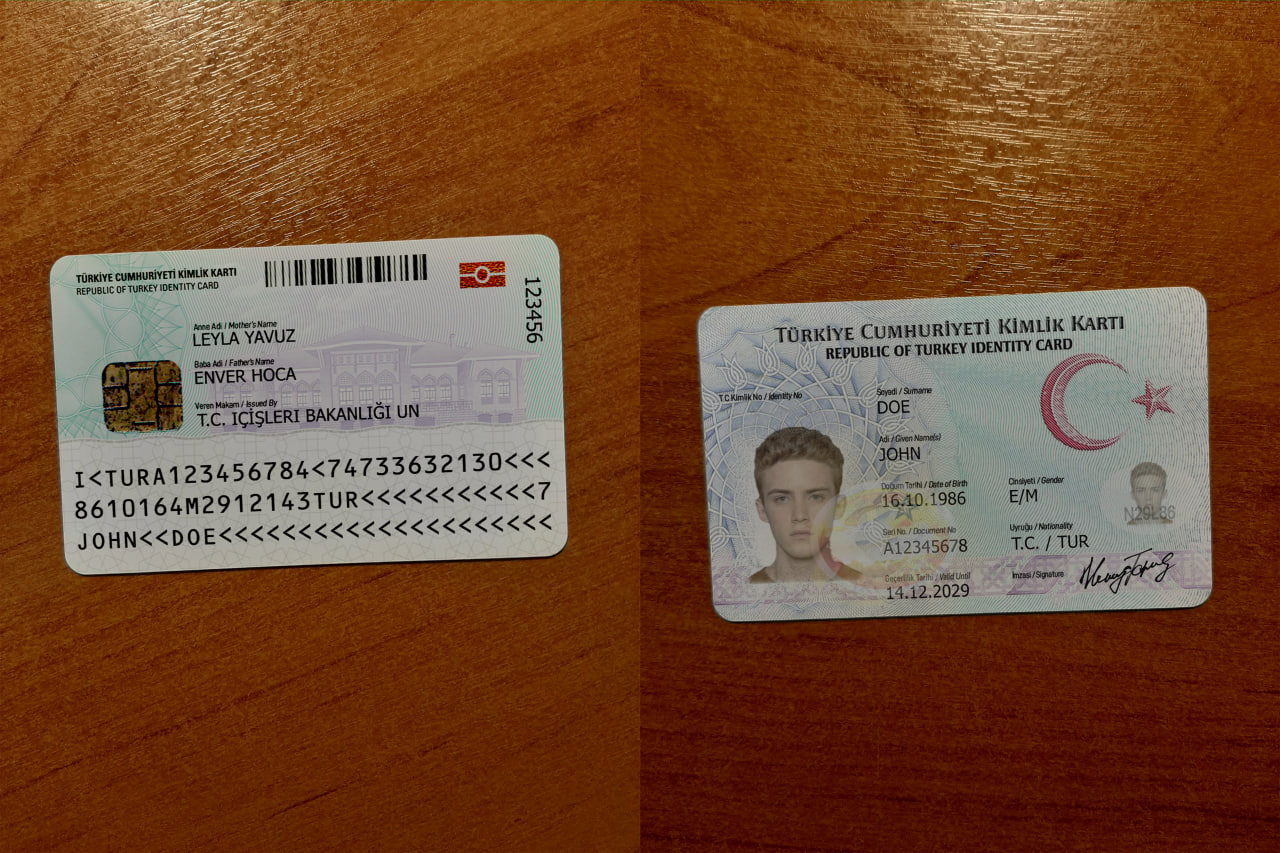 TÜRKİYE CUMHURİYETİ KİMLİK KARTI
REPUBLIC OF TURKEY IDENTITY CARD
123456
Anne Adı / Mother's Name
LEYLA YAVUZ
Baba Adı / Father's Name
ENVER HOCA
Veren Makam / Issued By
T.C. IÇİŞLERI BAKANLIĞI UN
I<TURA123456784<74733632130<<<
8610164M2912143TUR<<<<<<<<<<<7
JOHN<<DOE<<<<<<<<<<<<<<<<<<<<<
TÜRKİYE CUMHURİYETİ KİMLİK KARTI
REPUBLIC OF TURKEY IDENTITY CARD
T.C Kimlik No / Identity No
Soyadı / Surname
DOE
Adı / Given Name(s)
JOHN
Doğum Tarihi / Date of Birth
16.10.1986
Seri No. / Document No
A12345678
Geçerlilik Tarihi / Valid Until
14.12.2029
Cinsiyeti / Gender
E/M
Uyruğu / Nationality
T.C. / TUR
İmzası / Signature